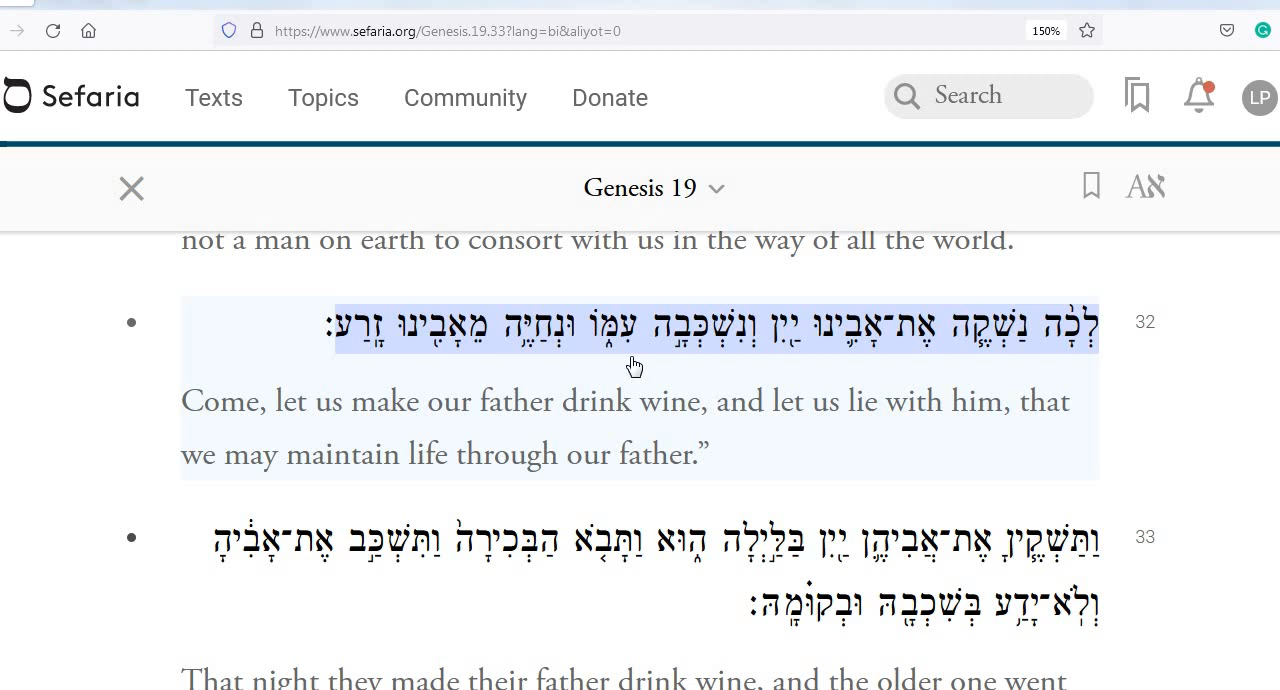 https://www.sefaria.org/Genesis.19.33?lang=bi&aliyot=0
150%
G
Sefaria
Texts
Topics
Community
Donate
Search
LP
Genesis 19
Aא
not a man on earth to consort with us in the way of all the world.
לְכָ֨ה נַשְׁקֶ֧ה אֶת־אָבִ֛ינוּ יַ֖יִן וְנִשְׁכְּבָ֣ה עִמּ֑וֹ וּנְחַיֶּ֥ה מֵאָבִ֖ינוּ זָֽרַע׃
32
Come, let us make our father drink wine, and let us lie with him, that
we may maintain life through our father.”
וַתַּשְׁקֶ֧יןָ אֶת־אֲבִיהֶ֛ן יַ֖יִן בַּלַּ֣יְלָה ה֑וּא וַתָּבֹ֤א הַבְּכִירָה֙ וַתִּשְׁכַּ֣ב אֶת־אָבִ֔יהָ
33
וְלֹֽא־יָדַ֥ע בְּשִׁכְבָ֖הּ וּבְקוּׄמָֽהּ׃
That night they made their father drink wine, and the older one went